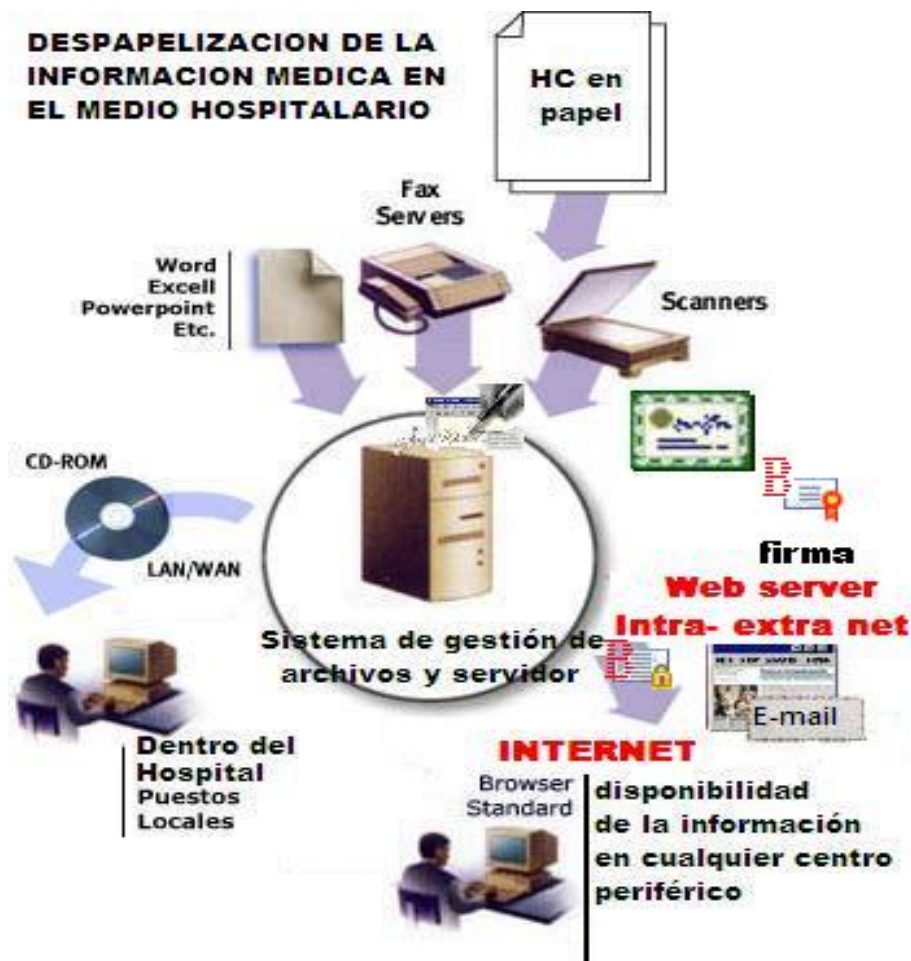 DESPAPELIZACION DE LA
INFORMACION MEDICA EN
EL MEDIO HOSPITALARIO
HC en
papel
Fax
Servers
Word
Excell
Powerpoint
Etc.
Scanners
CD-ROM
LAN/WAN
firma
Web server
Intra- extra net
Sistema de gestión de
archivos y servidor
E-mail
Dentro del
Hospital
Puestos
Locales
INTERNET
Browser
Standard
disponibilidad
de la información
en cualquier centro
periférico